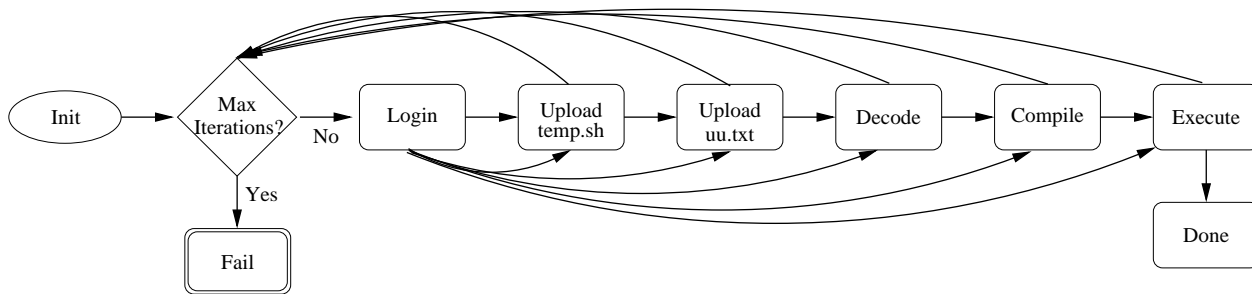 Init
Max
Iterations?
No
Yes
Fail
Login
Upload
temp.sh
Upload
uu.txt
Decode
Compile
Execute
Done